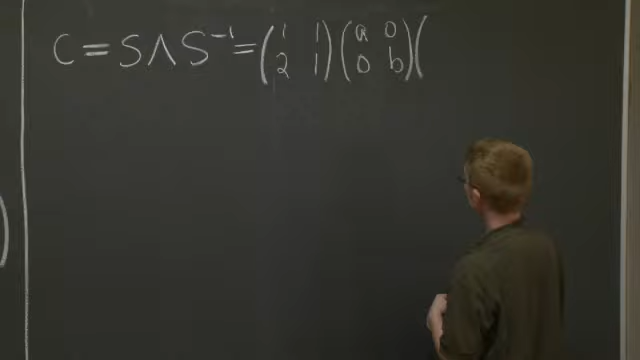 C = SΛS⁻¹ = (1 1; 2 1)(a 0; 0 b)(